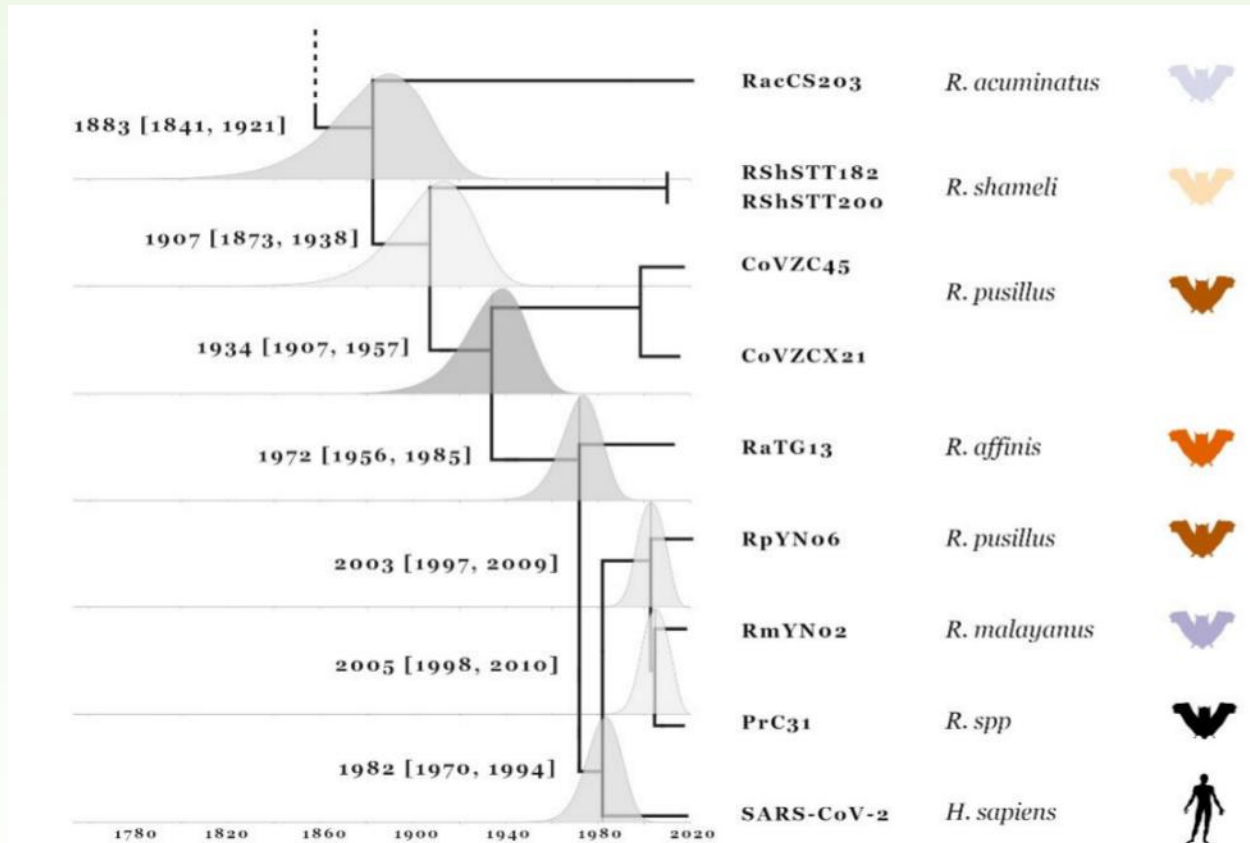 RacCS203 R. acuminatus
1883 [1841, 1921]
RShSTT182
RShSTT200
R. shameli
1907 [1873, 1938]
CoVZC45
R. pusillus
1934 [1907, 1957]
CoVZCX21
RaTG13 R. affinis
1972 [1956, 1985]
RpYN06 R. pusillus
2003 [1997, 2009]
RmYN02 R. malayanus
2005 [1998, 2010]
PrC31 R. spp
1982 [1970, 1994]
SARS-CoV-2 H. sapiens
1780 1820 1860 1900 1940 1980 2020